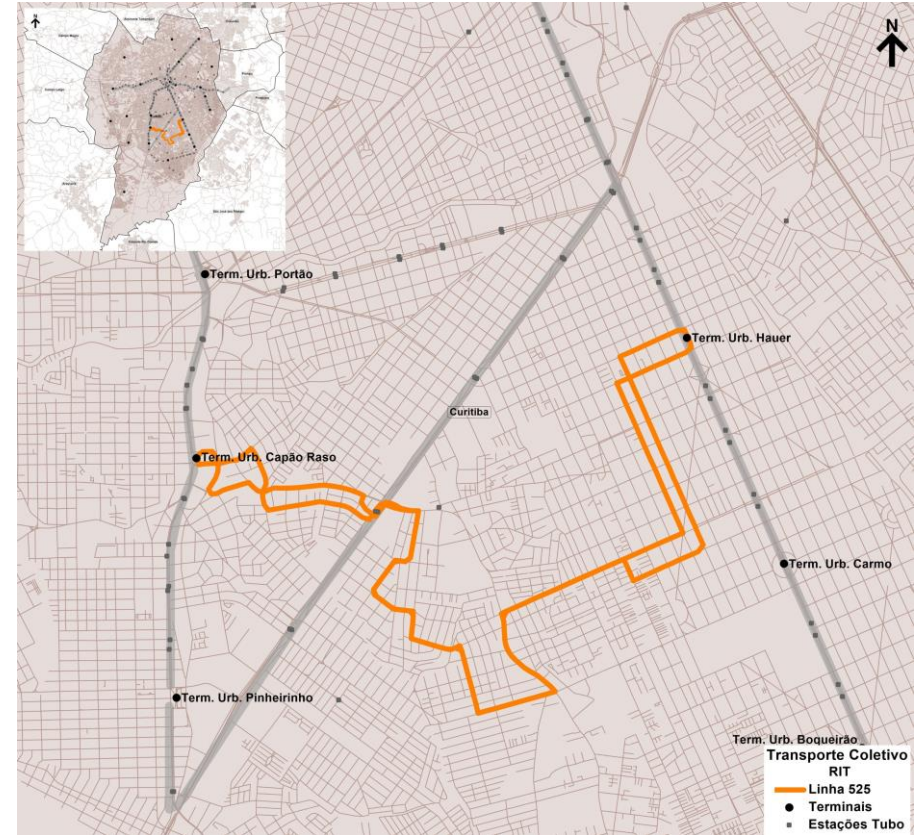 N
Term. Urb. Portão
Term. Urb. Hauer
Curitiba
Term. Urb. Capão Raso
Term. Urb. Carmo
Term. Urb. Pinheirinho
Term. Urb. Boqueirão
Transporte Coletivo
RIT
Linha 525
Terminais
Estações Tubo